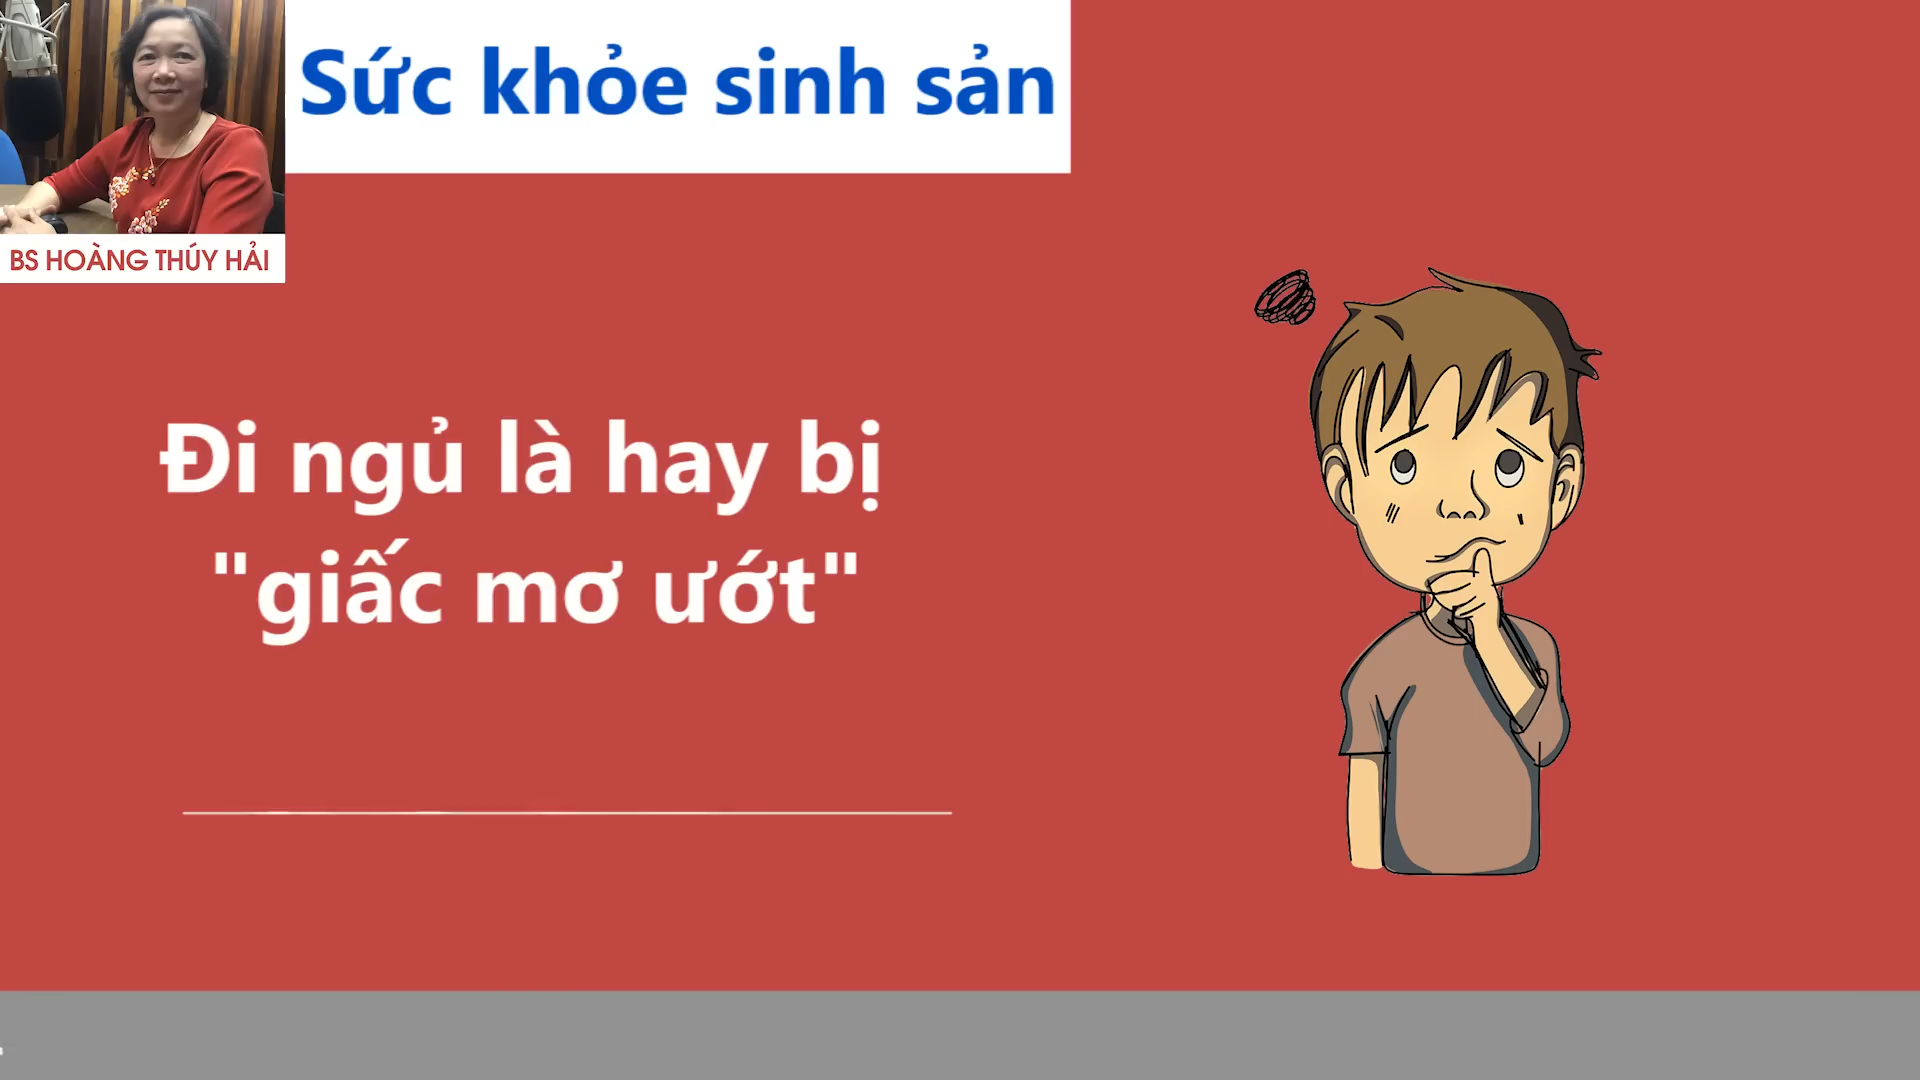 Sức khỏe sinh sản
BS HOÀNG THÚY HẢI
Đi ngủ là hay bị
"giấc mơ ướt"